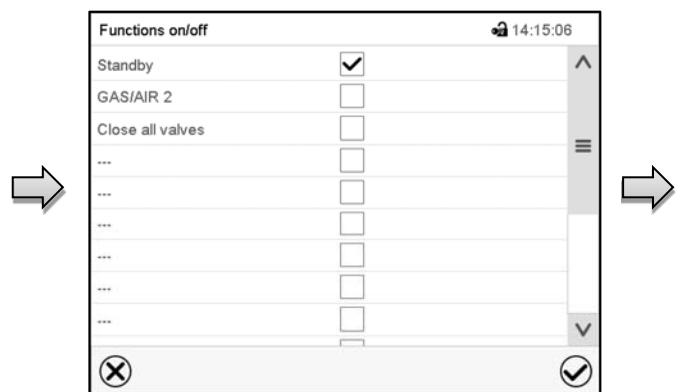 Functions on/off 14:15:06
Standby
GAS/AIR 2
Close all valves
---
---
---
---
---
---